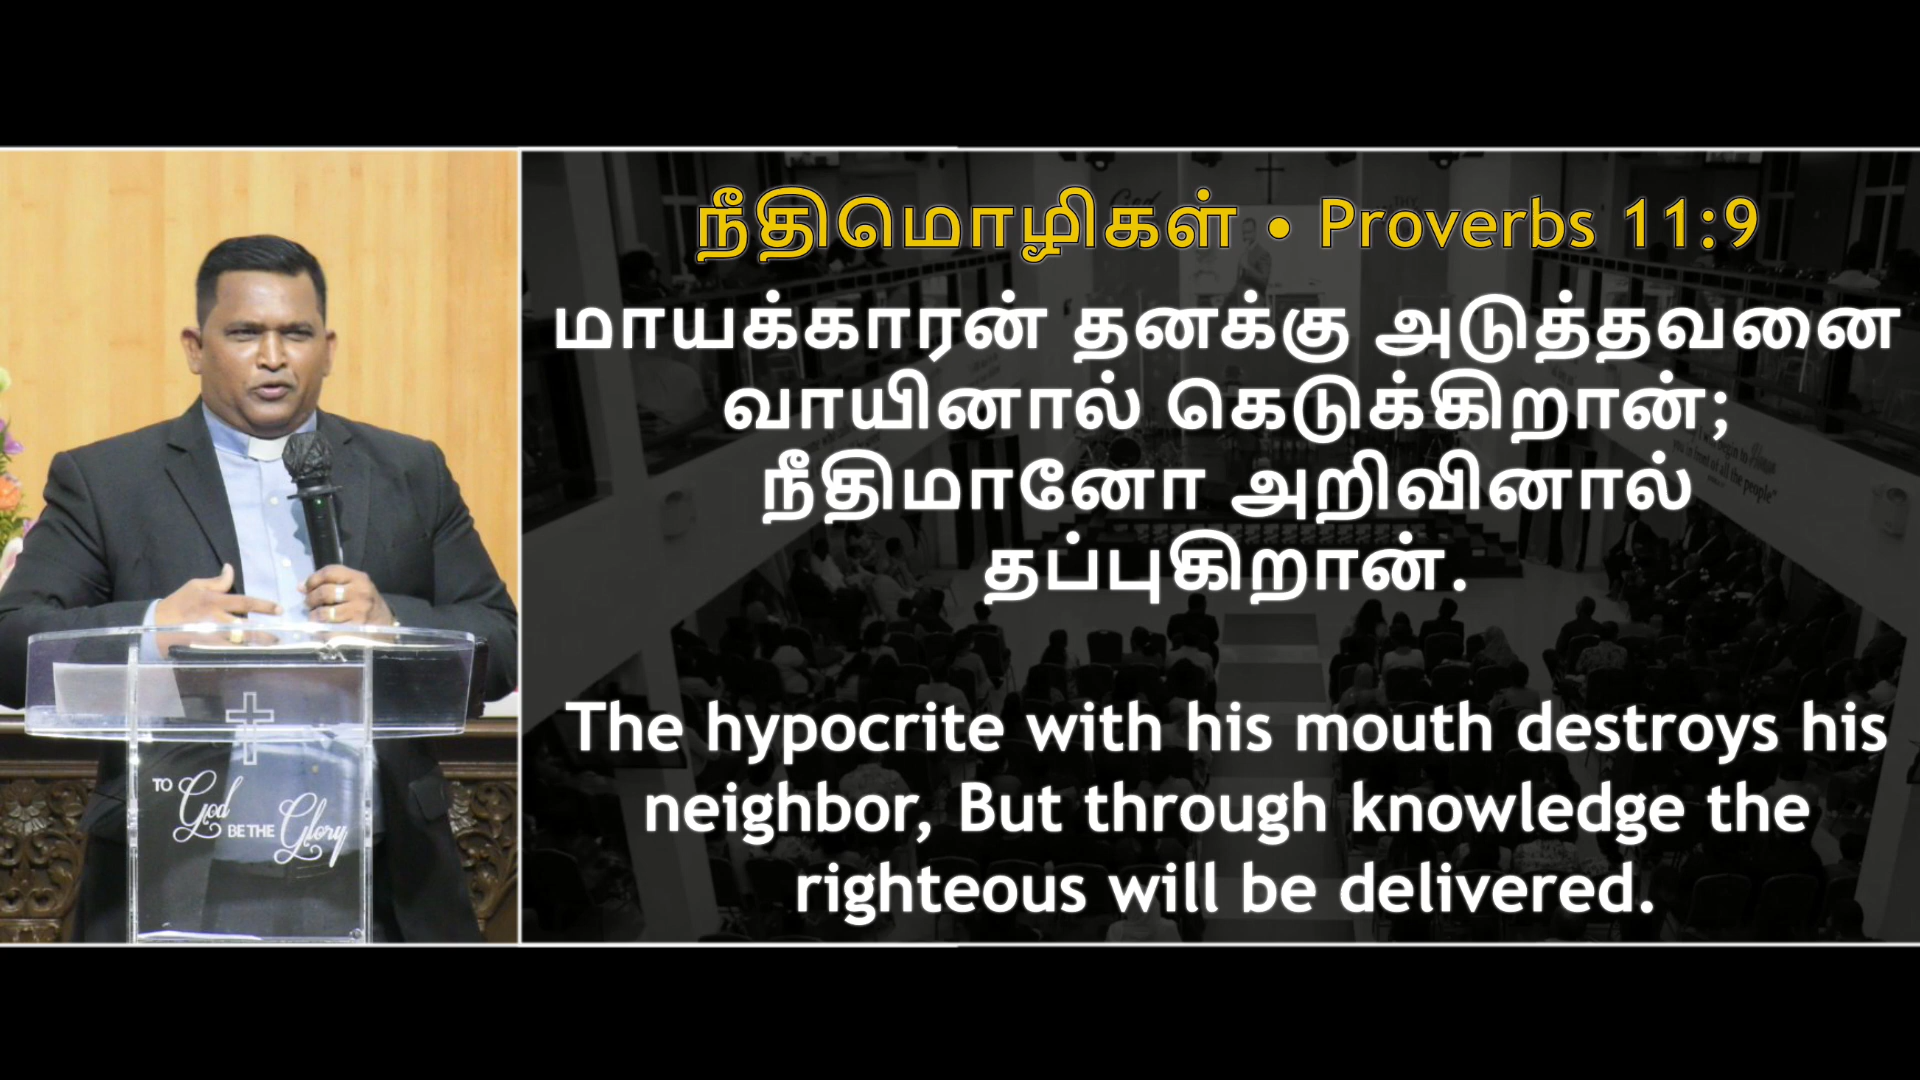 நீதிமொழிகள் • Proverbs 11:9
மாயக்காரன் தனக்கு அடுத்தவனை
வாயினால் கெடுக்கிறான்;
நீதிமானோ அறிவினால்
தப்புகிறான்.
The hypocrite with his mouth destroys his
neighbor, But through knowledge the
righteous will be delivered.
TO God
BE THE Glory